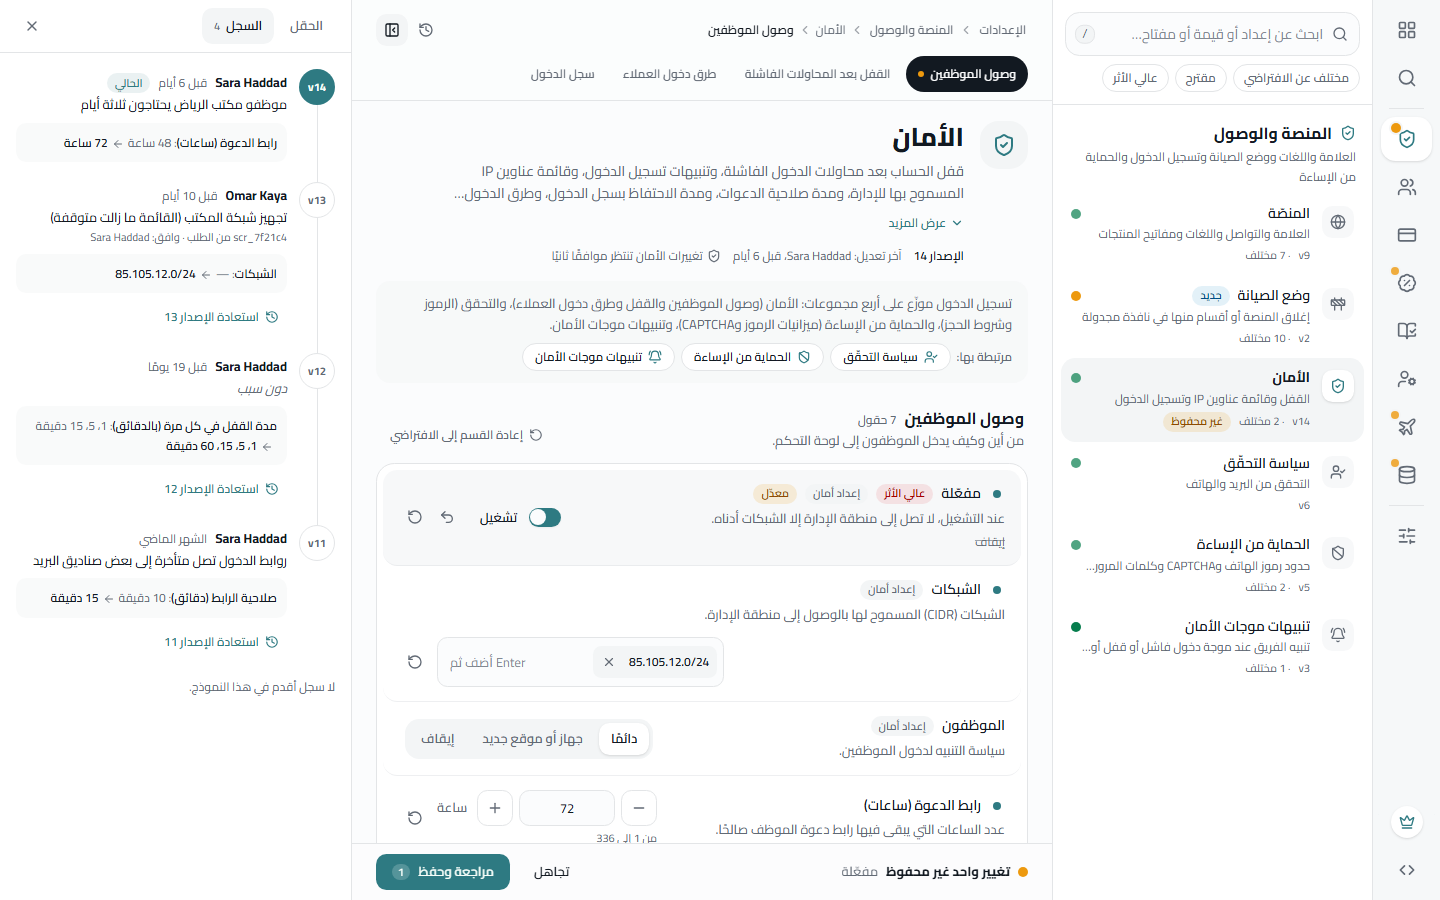 ابحث عن إعداد أو قيمة أو مفتاح...
/
مختلف عن الافتراضي
مقترح
عالي الأثر
المنصة والوصول
العلامة واللغات ووضع الصيانة وتسجيل الدخول والحماية
من الإساءة
المنصّة
العلامة والتواصل واللغات ومفاتيح المنتجات
v9 · 7 مختلف
وضع الصيانة جديد
إغلاق المنصة أو أقسام منها في نافذة مجدولة
v2 · 10 مختلف
الأمان
القفل وقائمة عناوين IP وتسجيل الدخول
v14 · 2 مختلف غير محفوظ
سياسة التحقّق
التحقق من البريد والهاتف
v6
الحماية من الإساءة
حدود رموز الهاتف وCAPTCHA وكلمات المرور...
v5 · 2 مختلف
تنبيهات موجات الأمان
تنبيه الفريق عند موجة دخول فاشل أو قفل أو...
v3 · 1 مختلف
الإعدادات
المنصة والوصول
الأمان
وصول الموظفين
وصول الموظفين
القفل بعد المحاولات الفاشلة
طرق دخول العملاء
سجل الدخول
الأمان
قفل الحساب بعد محاولات الدخول الفاشلة، وتنبيهات تسجيل الدخول، وقائمة عناوين IP
المسموح بها للإدارة، ومدة صلاحية الدعوات، ومدة الاحتفاظ بسجل الدخول، وطرق الدخول...
عرض المزيد
الإصدار 14 آخر تعديل: Sara Haddad، قبل 6 أيام تغييرات الأمان تنتظر موافقًا ثانيًا
تسجيل الدخول موزّع على أربع مجموعات: الأمان (وصول الموظفين والقفل وطرق دخول العملاء)، والتحقق (الرموز
وشروط الحجز)، والحماية من الإساءة (ميزانيات الرموز وCAPTCHA)، وتنبيهات موجات الأمان.
مرتبطة بها:
سياسة التحقّق
الحماية من الإساءة
تنبيهات موجات الأمان
وصول الموظفين 7 حقول
من أين وكيف يدخل الموظفون إلى لوحة التحكم.
إعادة القسم إلى الافتراضي
مفعّلة عالي الأثر إعداد أمان معدّل
عند التشغيل، لا تصل إلى منطقة الإدارة إلا الشبكات أدناه.
إيقاف
تشغيل
الشبكات إعداد أمان
الشبكات (CIDR) المسموح لها بالوصول إلى منطقة الإدارة.
85.105.12.0/24
أضف ثم Enter
الموظفون إعداد أمان
سياسة التنبيه لدخول الموظفين.
دائمًا
جهاز أو موقع جديد
إيقاف
رابط الدعوة (ساعات)
عدد الساعات التي يبقى فيها رابط دعوة الموظف صالحًا.
72
ساعة
من 1 إلى 336
تغيير واحد غير محفوظ مفعّلة
تجاهل
مراجعة وحفظ 1
الحقل
السجل 4
v14
Sara Haddad قبل 6 أيام الحالي
موظفو مكتب الرياض يحتاجون ثلاثة أيام
رابط الدعوة (ساعات): 48 ساعة ← 72 ساعة
v13
Omar Kaya قبل 10 أيام
تجهيز شبكة المكتب (القائمة ما زالت متوقفة)
scr_7f21c4 من الطلب · وافق: Sara Haddad
الشبكات: — ← 85.105.12.0/24
استعادة الإصدار 13
v12
Sara Haddad قبل 19 يومًا
دون سبب
مدة القفل في كل مرة (بالدقائق): 1، 5، 15 دقيقة
← 1، 5، 15، 60 دقيقة
استعادة الإصدار 12
v11
Sara Haddad الشهر الماضي
روابط الدخول تصل متأخرة إلى بعض صناديق البريد
صلاحية الرابط (دقائق): 10 دقيقة ← 15 دقيقة
استعادة الإصدار 11
لا سجل أقدم في هذا النموذج.